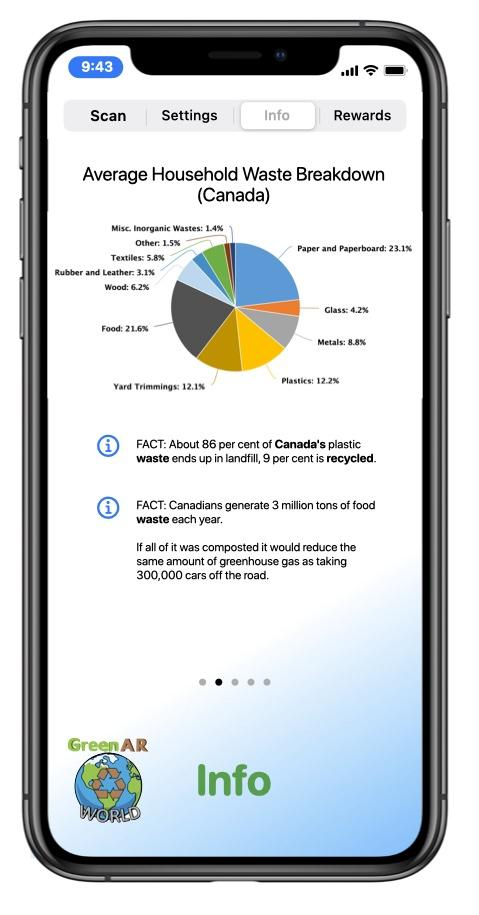 9:43
Scan
Settings
Info
Rewards
Average Household Waste Breakdown
(Canada)
Misc. Inorganic Wastes: 1.4%
Other: 1.5%
Textiles: 5.8%
Rubber and Leather: 3.1%
Wood: 6.2%
Food: 21.6%
Yard Trimmings: 12.1%
Paper and Paperboard: 23.1%
Glass: 4.2%
Metals: 8.8%
Plastics: 12.2%
FACT: About 86 per cent of Canada's plastic
waste ends up in landfill, 9 per cent is recycled.
FACT: Canadians generate 3 million tons of food
waste each year.
If all of it was composted it would reduce the
same amount of greenhouse gas as taking
300,000 cars off the road.
GreenAR
WORLD
Info